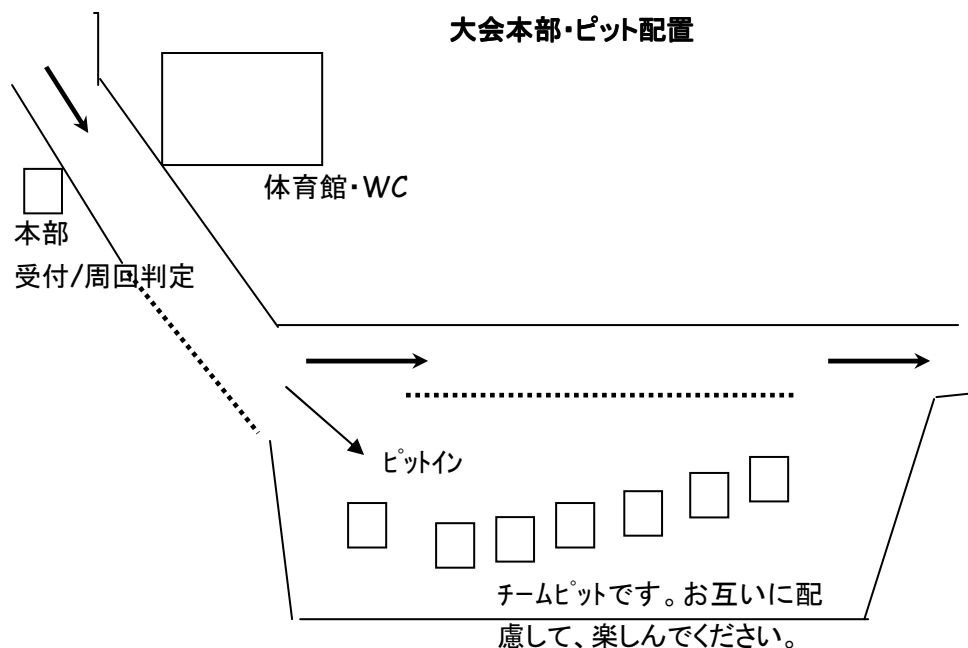 大会本部・ピット配置
体育館・WC
本部
受付/周回判定
ﾋﾟｯﾄイン
チームﾋﾟｯﾄです。お互いに配
慮して、楽しんでください。